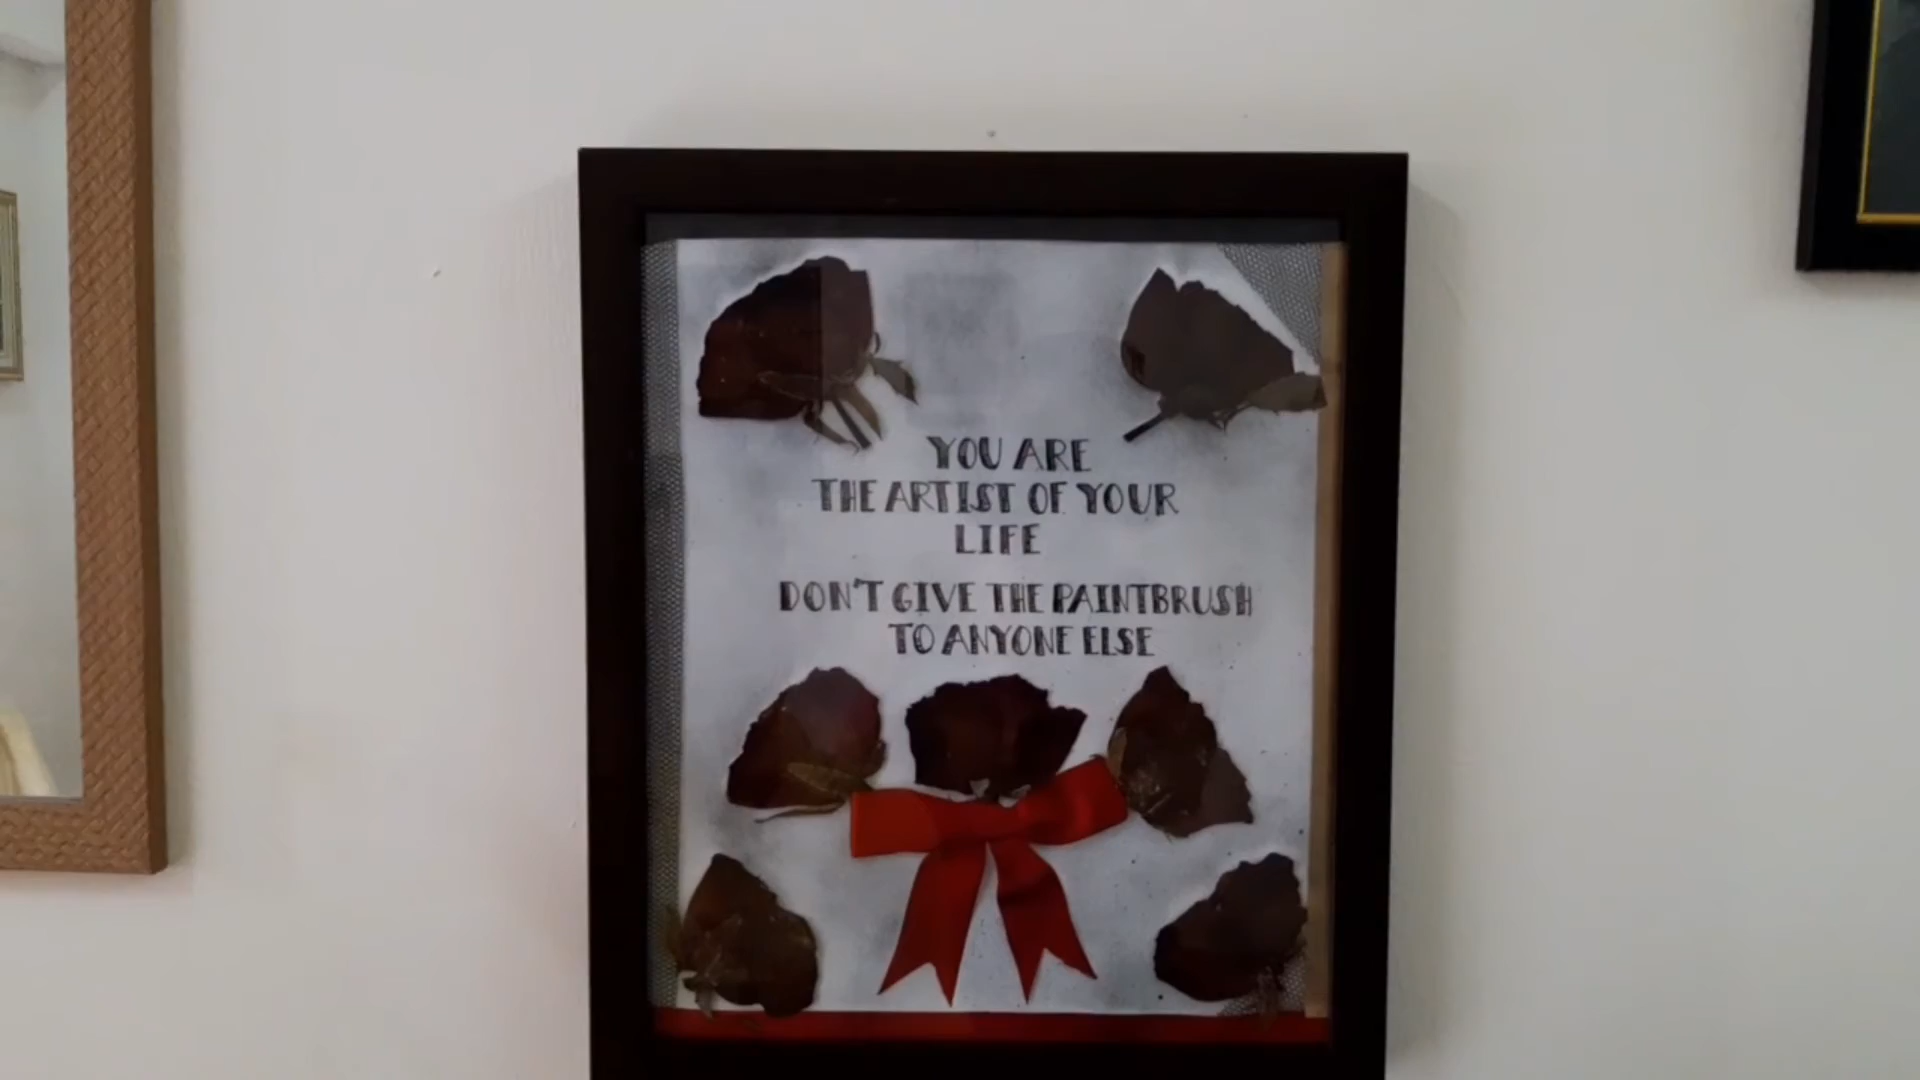 YOU ARE
THE ARTIST OF YOUR
LIFE
DON'T GIVE THE PAINTBRUSH
TO ANYONE ELSE